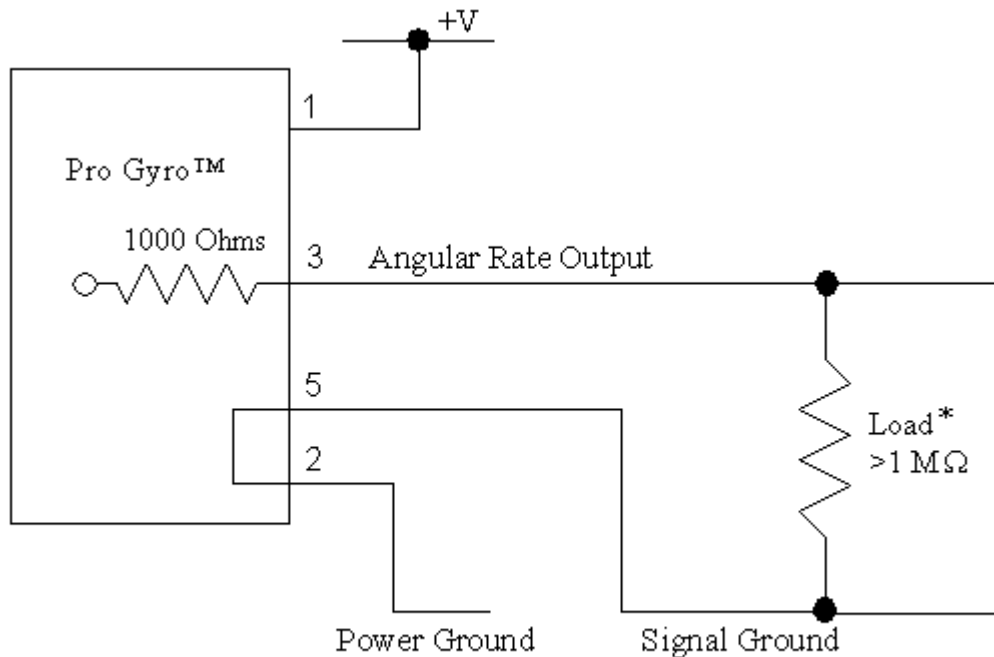 +V
1
Pro Gyro™
1000 Ohms
3
Angular Rate Output
5
2
Load*
>1 MΩ
Power Ground
Signal Ground